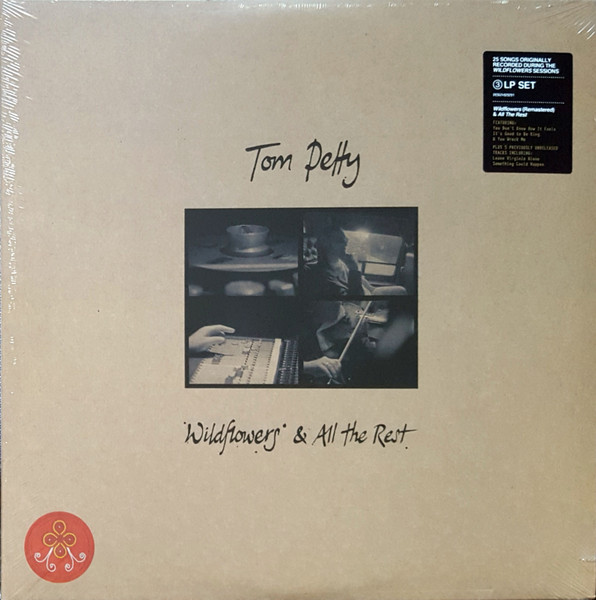 25 SONGS ORIGINALLY
RECORDED DURING THE
WILDFLOWERS SESSIONS
③ LP SET
Wildflowers (Remastered)
& All The Rest
FEATURING:
You Don't Know How It Feels
It's Good to Be King
& You Wreck Me
PLUS 5 PREVIOUSLY UNRELEASED
TRACKS INCLUDING:
Leave Virginia Alone
Something Could Happen
Tom Petty
"Wildflowers" & All the Rest.